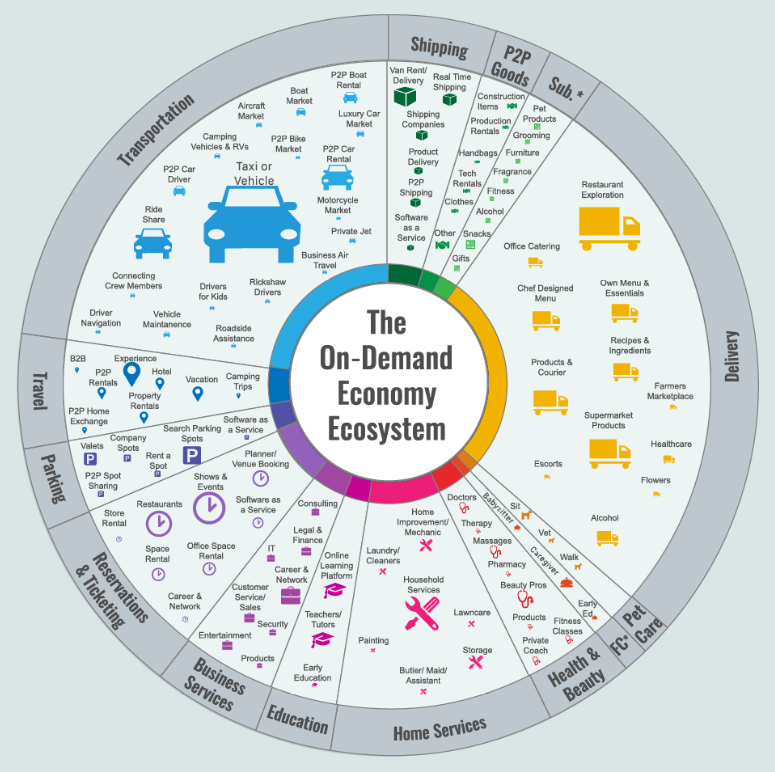 The
On-Demand
Economy
Ecosystem
Shipping
Van Rent/
Delivery
Real Time
Shipping
Shipping
Companies
Product
Delivery
P2P
Shipping
Software
as a
Service
P2P
Goods
Construction
Items
Production
Rentals
Handbags
Tech
Rentals
Clothes
Other
Sub. *
Pet
Products
Grooming
Furniture
Fragrance
Fitness
Alcohol
Snacks
Gifts
Delivery
Restaurant
Exploration
Office Catering
Chef Designed
Menu
Own Menu &
Essentials
Recipes &
Ingredients
Products &
Courier
Farmers
Marketplace
Supermarket
Products
Healthcare
Escorts
Flowers
Alcohol
Pet
Care
Sit
Vet
Walk
FC*
Babysitter
Caregiver
Early
Ed.
Health &
Beauty
Doctors
Therapy
Massages
Pharmacy
Beauty Pros
Products
Fitness
Classes
Private
Coach
Home Services
Home
Improvement/
Mechanic
Laundry/
Cleaners
Household
Services
Lawncare
Painting
Storage
Butler/ Maid/
Assistant
Education
Online
Learning
Platform
Teachers/
Tutors
Early
Education
Business
Services
Consulting
Legal &
Finance
IT
Career &
Network
Customer
Service/
Sales
Security
Entertainment
Products
Reservations
& Ticketing
Planner/
Venue Booking
Shows &
Events
Software as
a Service
Restaurants
Store
Rental
Space
Rental
Office Space
Rental
Career &
Network
Parking
Software as
a Service
Search Parking
Spots
Valets
Company
Spots
Rent a
Spot
P2P Spot
Sharing
P
P
P
P
P
P
Travel
B2B
Experience
P2P
Rentals
Hotel
Vacation
Camping
Trips
Property
Rentals
P2P Home
Exchange
Transportation
P2P Boat
Rental
Boat
Market
Aircraft
Market
Luxury Car
Market
Camping
Vehicles & RVs
P2P Bike
Market
P2P Car
Rental
Taxi or
Vehicle
P2P Car
Driver
Motorcycle
Market
Ride
Share
Private Jet
Business Air
Travel
Connecting
Crew Members
Drivers
for Kids
Rickshaw
Drivers
Driver
Navigation
Vehicle
Maintanence
Roadside
Assistance